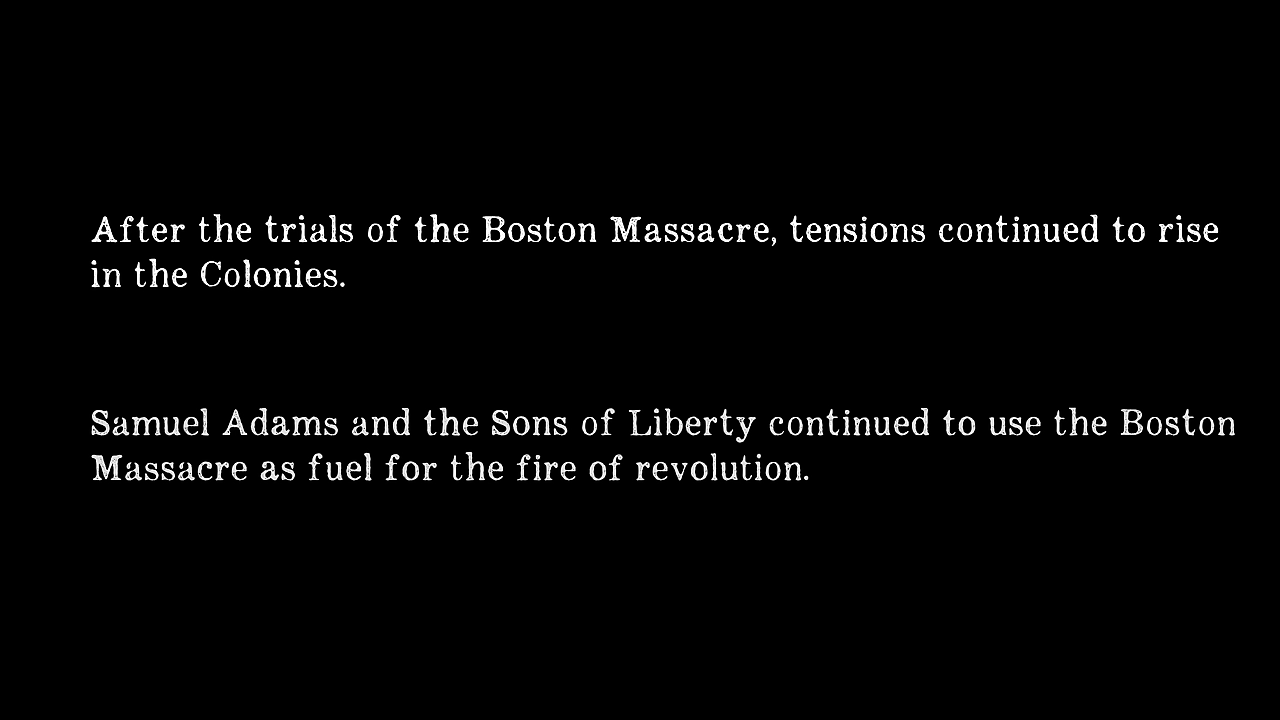 After the trials of the Boston Massacre, tensions continued to rise
in the Colonies.
Samuel Adams and the Sons of Liberty continued to use the Boston
Massacre as fuel for the fire of revolution.